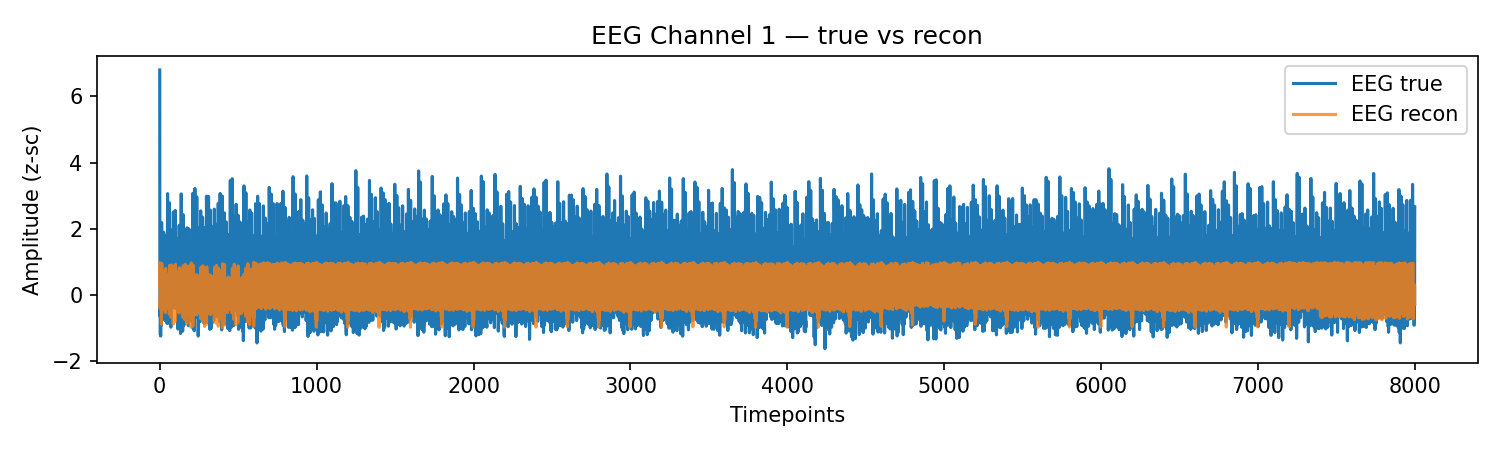 EEG Channel 1 — true vs recon
EEG true
EEG recon
Amplitude (z-sc)
6
4
2
0
−2
0 1000 2000 3000 4000 5000 6000 7000 8000
Timepoints